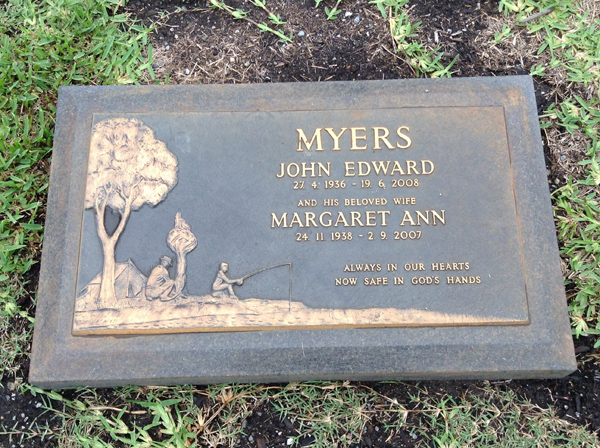 MYERS
JOHN EDWARD
27. 4. 1936 - 19. 6. 2008
AND HIS BELOVED WIFE
MARGARET ANN
24. 11. 1938 - 2. 9. 2007
ALWAYS IN OUR HEARTS
NOW SAFE IN GOD'S HANDS